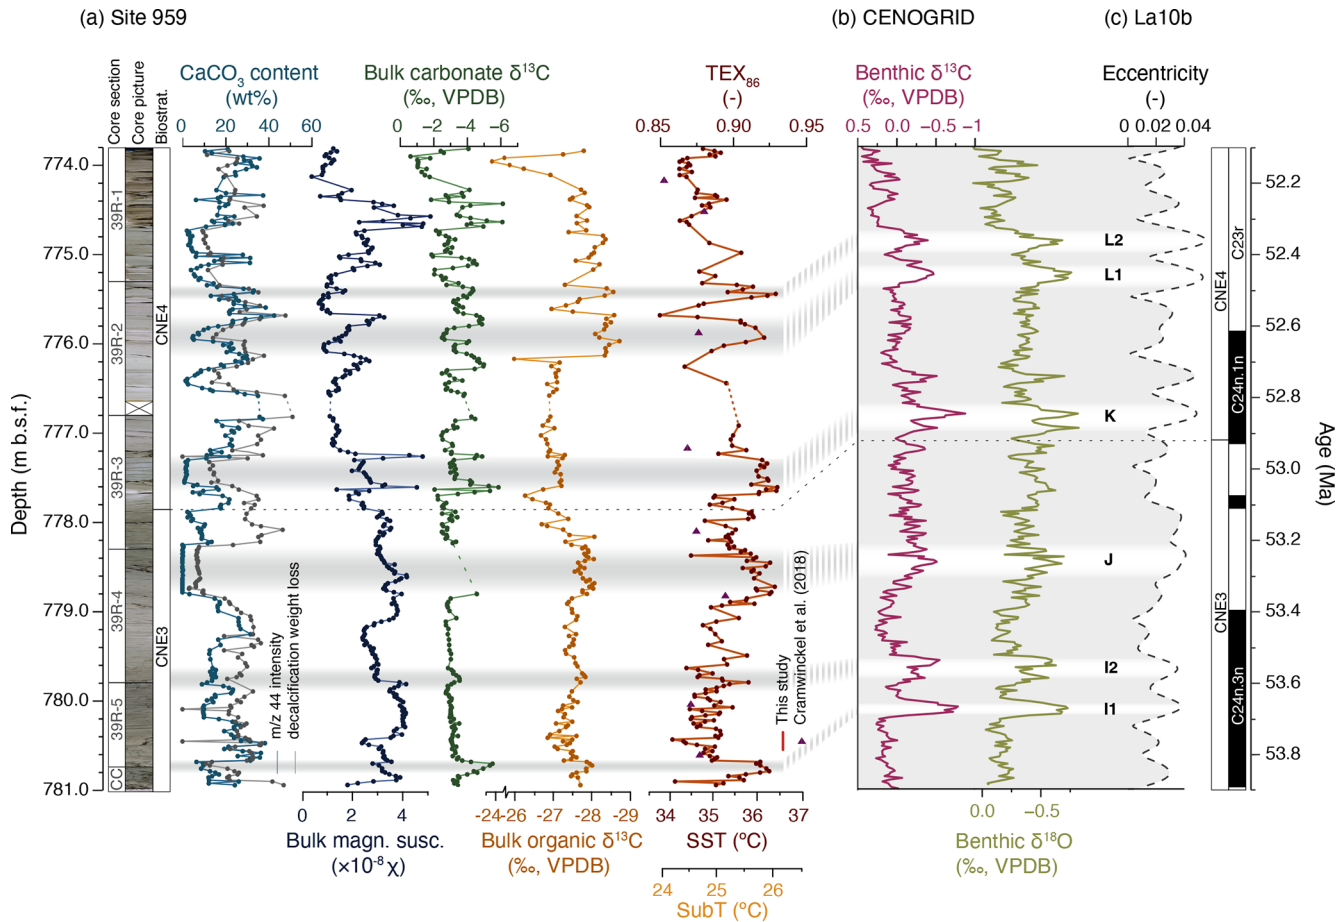 (a) Site 959
(b) CENOGRID
(c) La10b
Core section
Core picture
Biostrat.
CaCO3 content
(wt%)
0 20 40 60
Bulk carbonate δ13C
(‰, VPDB)
0 −2 −4 −6
TEX86
(-)
0.85 0.90 0.95
Benthic δ13C
(‰, VPDB)
0.5 0.0 −0.5 −1
Eccentricity
(-)
0 0.02 0.04
Depth (m b.s.f.)
774.0
775.0
776.0
777.0
778.0
779.0
780.0
781.0
39R-1
39R-2
39R-3
39R-4
39R-5
CC
CNE4
CNE3
m/z 44 intensity
decalcification weight loss
This study
Cramwinckel et al. (2018)
L2
L1
K
J
I2
I1
CNE4
CNE3
C23r
C24n.1n
C24n.3n
52.2
52.4
52.6
52.8
53.0
53.2
53.4
53.6
53.8
Age (Ma)
0 2 4
Bulk magn. susc.
(×10-8 χ)
-24 -26 -27 -28 -29
Bulk organic δ13C
(‰, VPDB)
34 35 36 37
SST (ºC)
24 25 26
SubT (ºC)
0.0 −0.5
Benthic δ18O
(‰, VPDB)